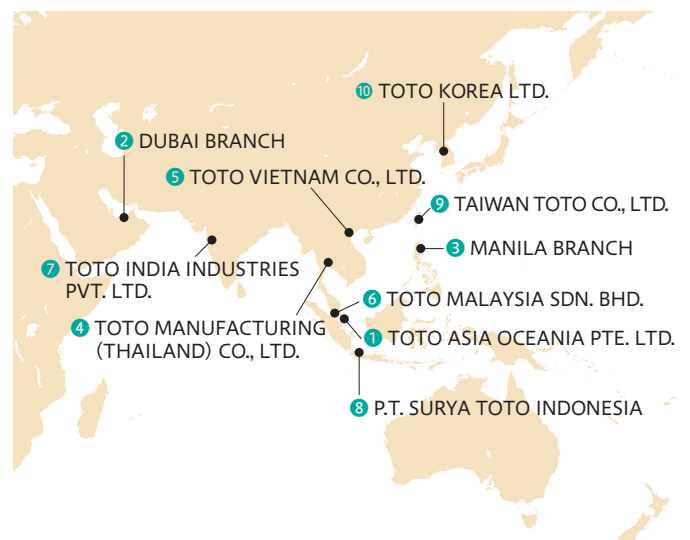 10 TOTO KOREA LTD.
2 DUBAI BRANCH
5 TOTO VIETNAM CO., LTD.
9 TAIWAN TOTO CO., LTD.
3 MANILA BRANCH
7 TOTO INDIA INDUSTRIES
PVT. LTD.
6 TOTO MALAYSIA SDN. BHD.
4 TOTO MANUFACTURING
(THAILAND) CO., LTD.
1 TOTO ASIA OCEANIA PTE. LTD.
8 P.T. SURYA TOTO INDONESIA